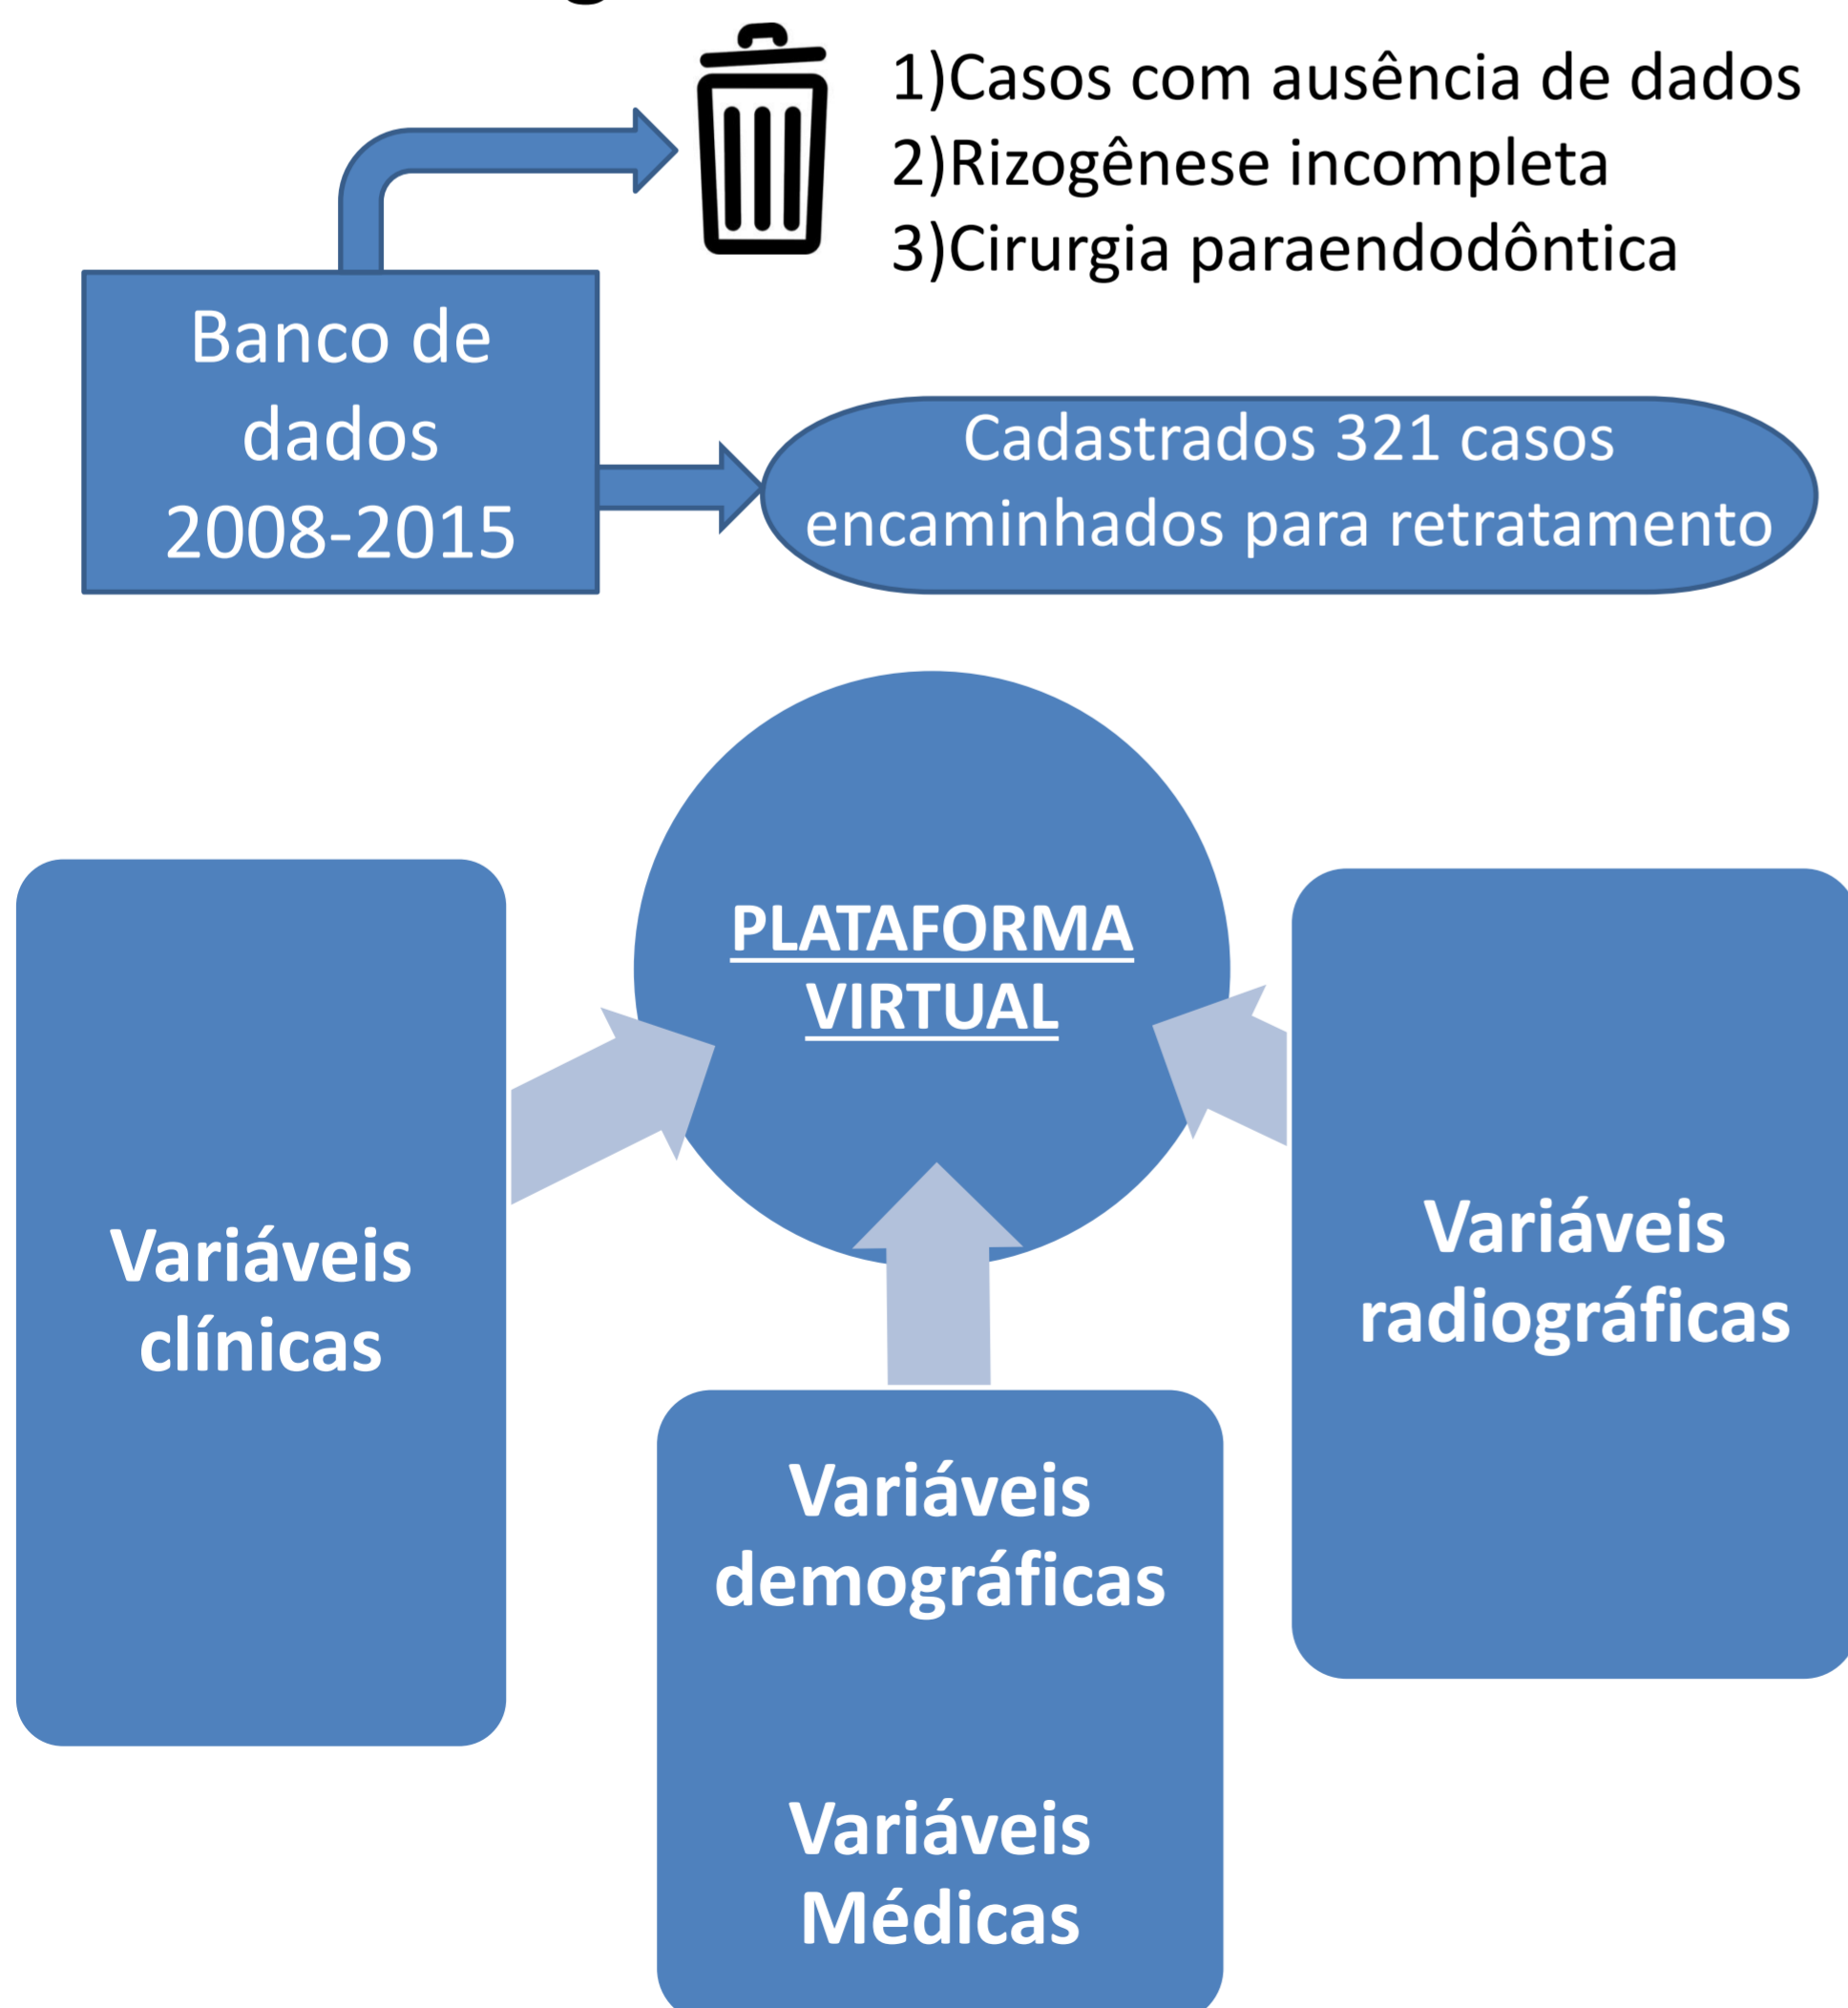 1)Casos com ausência de dados
2)Rizogênese incompleta
3)Cirurgia paraendodôntica
Banco de
dados
2008-2015
Cadastrados 321 casos
encaminhados para retratamento
PLATAFORMA
VIRTUAL
Variáveis
clínicas
Variáveis
radiográficas
Variáveis
demográficas
Variáveis
Médicas